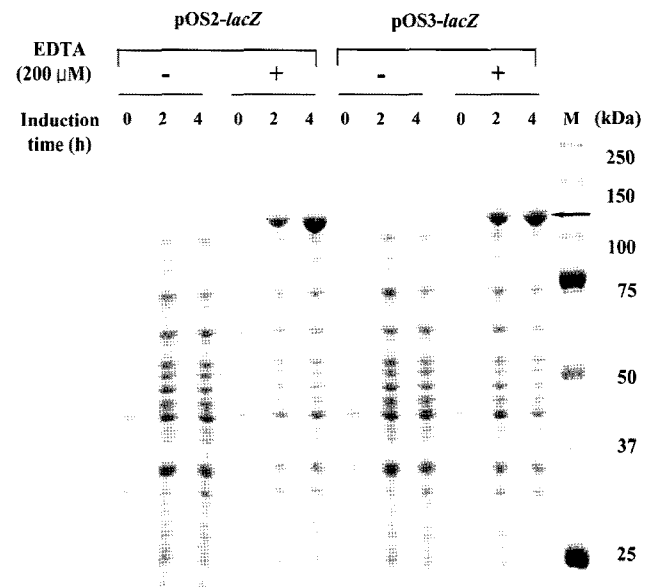 pOS2-lacZ pOS3-lacZ
EDTA
(200 µM) - + - +
Induction
time (h) 0 2 4 0 2 4 0 2 4 0 2 4 M (kDa)
250
150
100
75
50
37
25